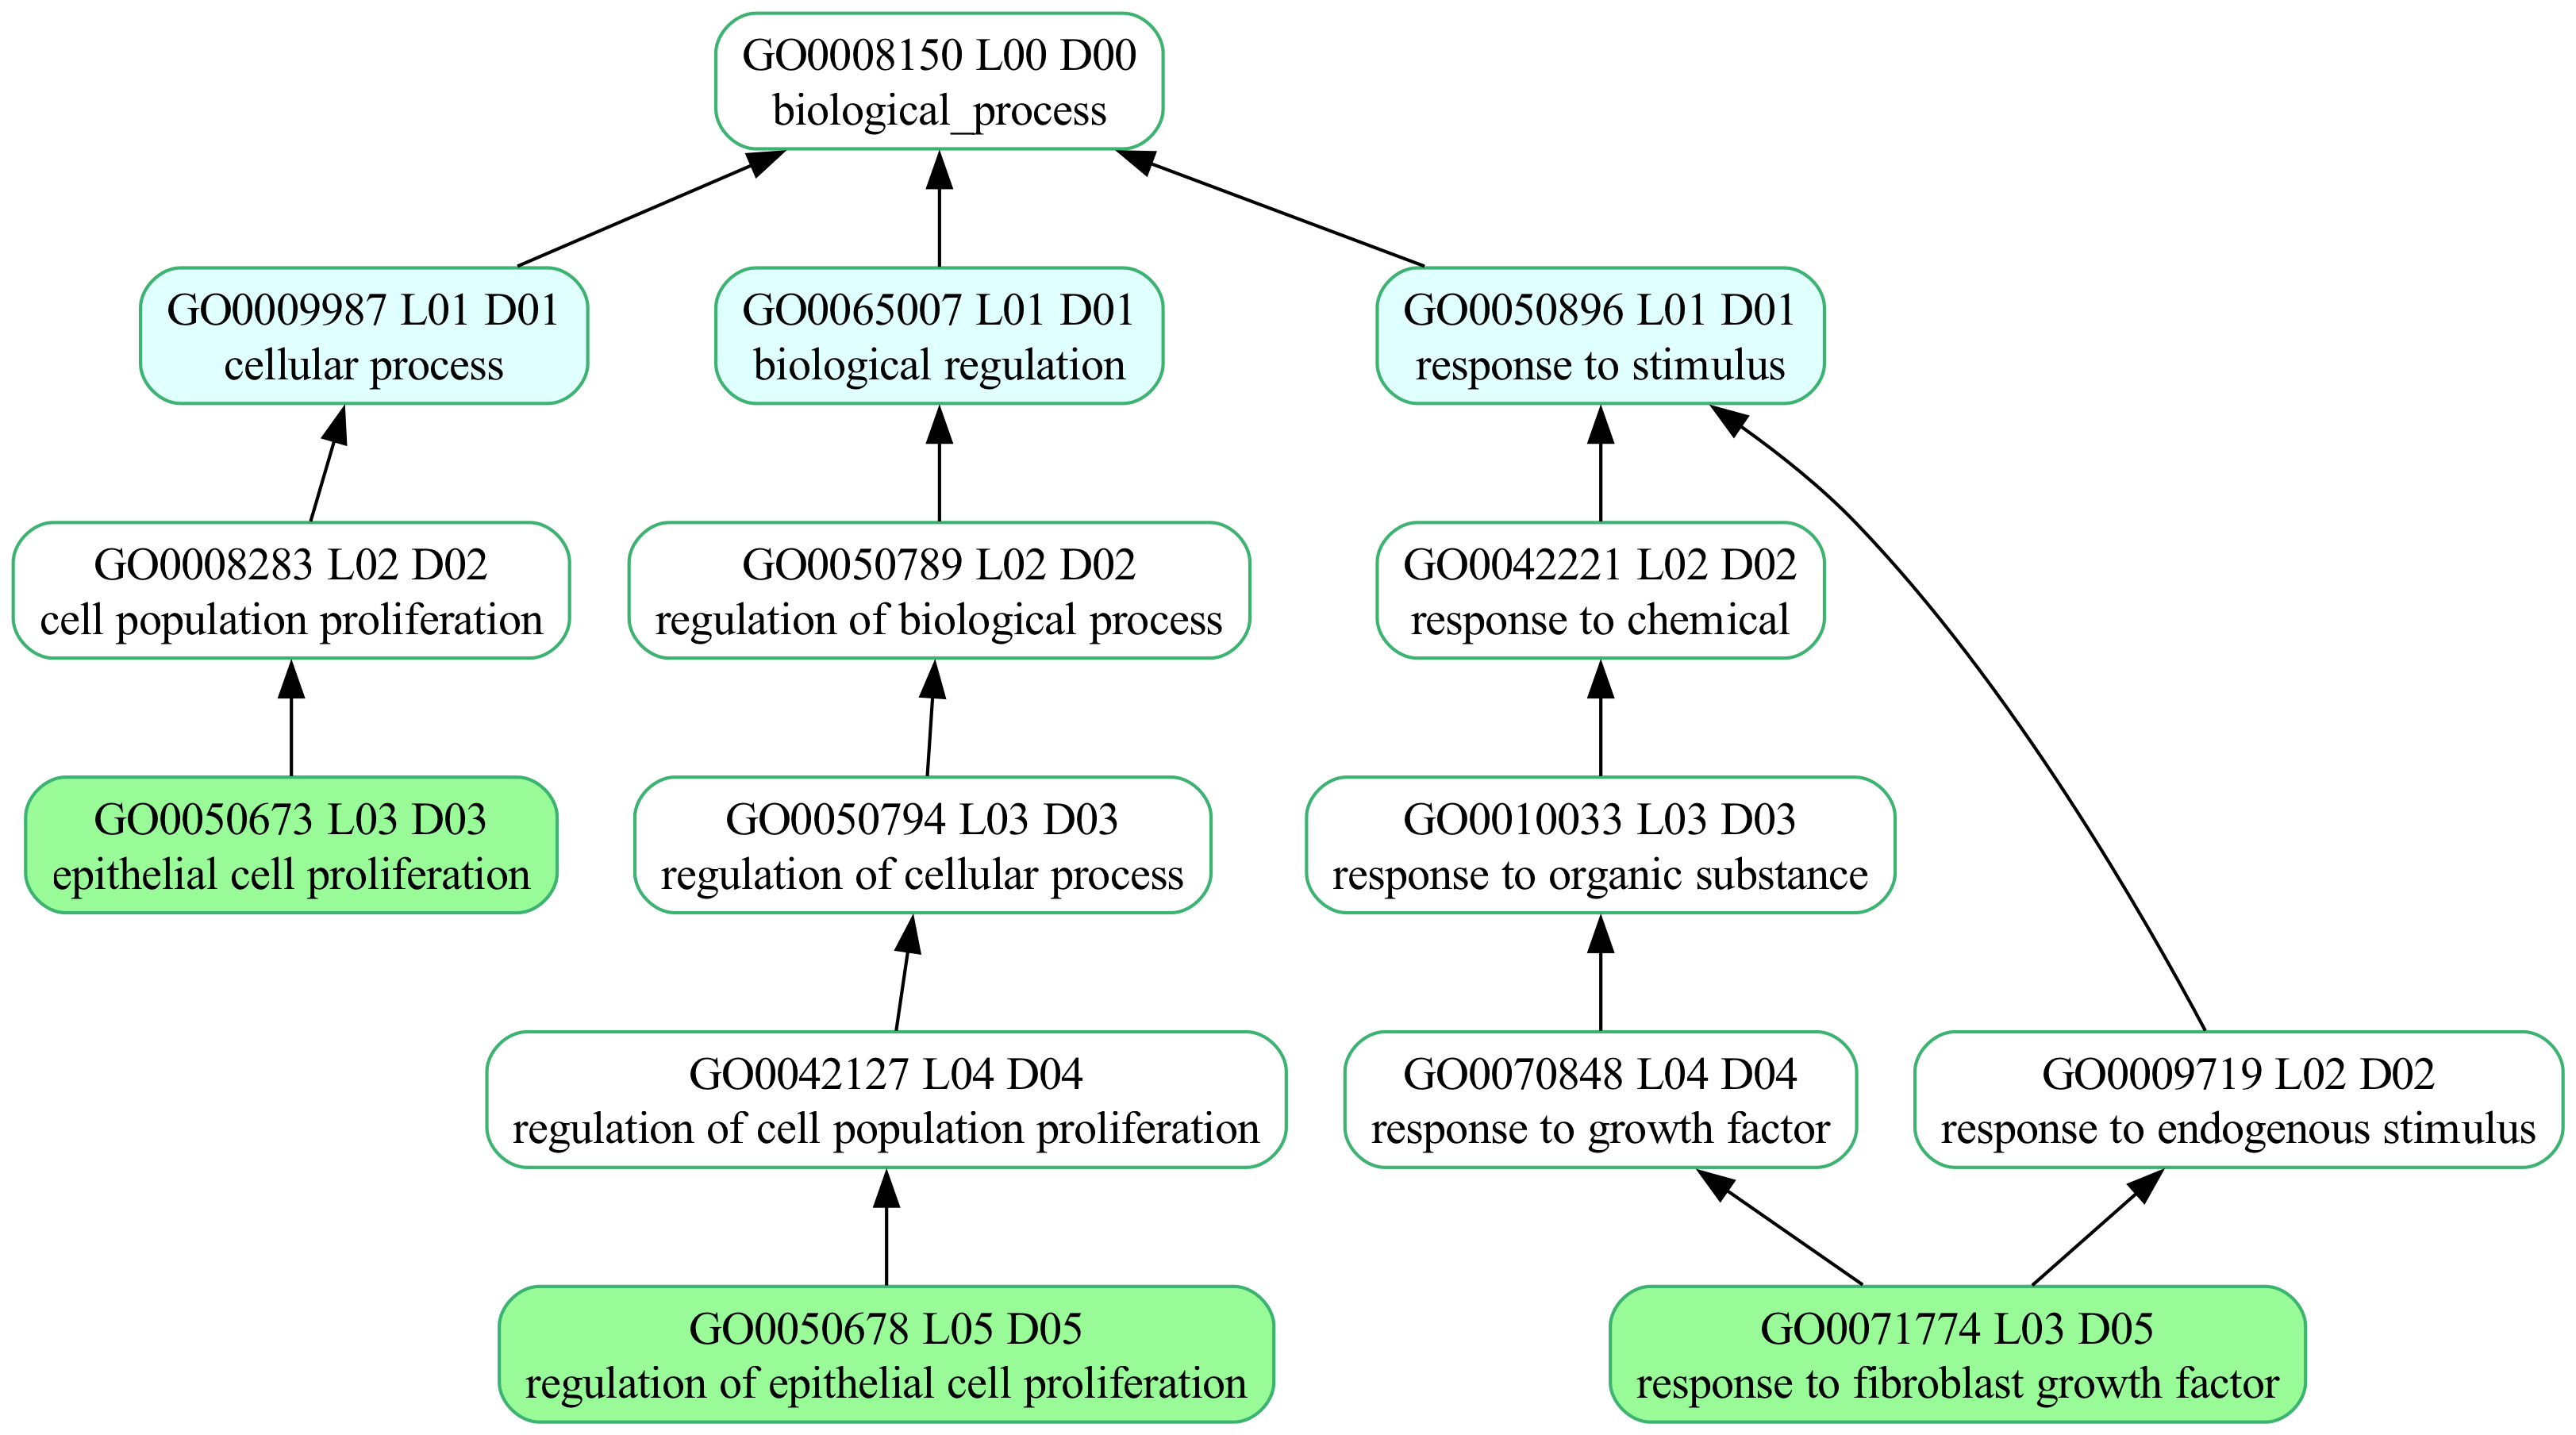 GO0008150 L00 D00
biological_process
GO0009987 L01 D01
cellular process
GO0065007 L01 D01
biological regulation
GO0050896 L01 D01
response to stimulus
GO0008283 L02 D02
cell population proliferation
GO0050789 L02 D02
regulation of biological process
GO0042221 L02 D02
response to chemical
GO0050673 L03 D03
epithelial cell proliferation
GO0050794 L03 D03
regulation of cellular process
GO0010033 L03 D03
response to organic substance
GO0042127 L04 D04
regulation of cell population proliferation
GO0070848 L04 D04
response to growth factor
GO0009719 L02 D02
response to endogenous stimulus
GO0050678 L05 D05
regulation of epithelial cell proliferation
GO0071774 L03 D05
response to fibroblast growth factor